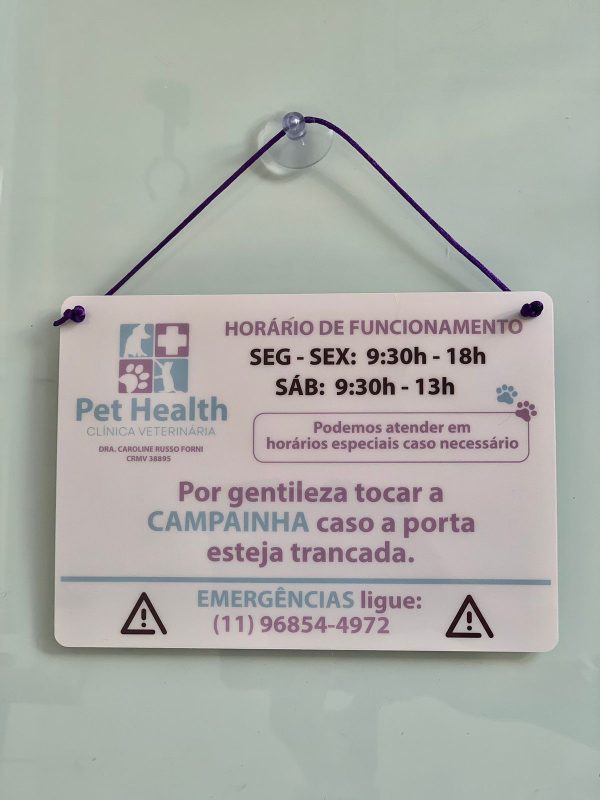 HORÁRIO DE FUNCIONAMENTO
SEG - SEX: 9:30h - 18h
SÁB: 9:30h - 13h
Pet Health
CLÍNICA VETERINÁRIA
DRA. CAROLINE RUSSO FORNI
CRMV 38895
Podemos atender em
horários especiais caso necessário
Por gentileza tocar a
CAMPAINHA caso a porta
esteja trancada.
EMERGÊNCIAS ligue:
(11) 96854-4972